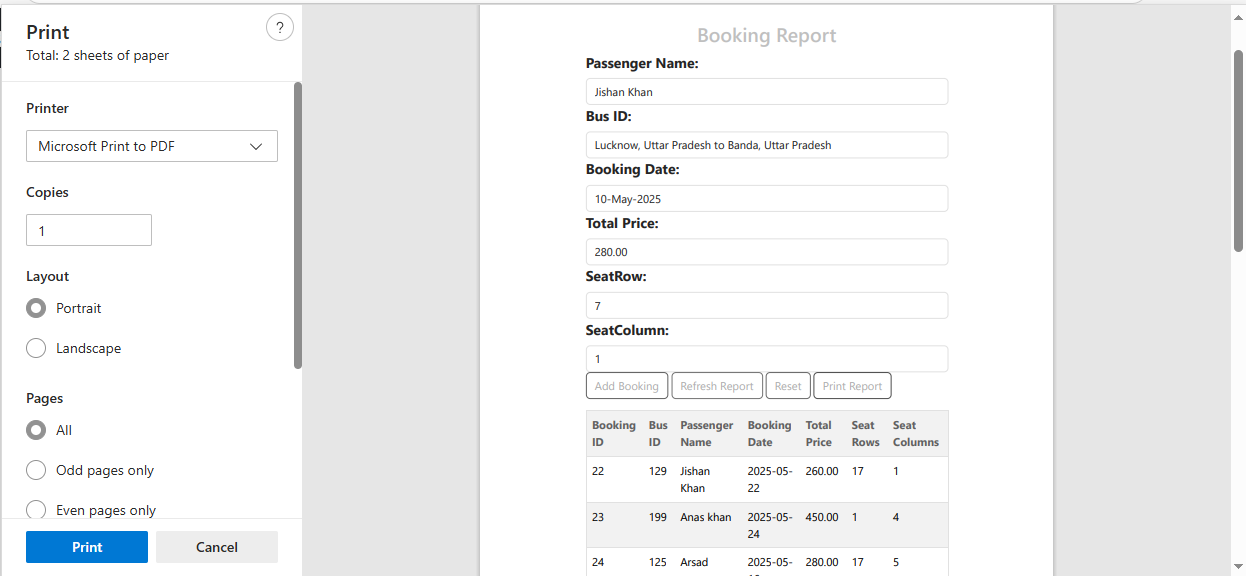 Print
?
Total: 2 sheets of paper
Printer
Microsoft Print to PDF
Copies
1
Layout
Portrait
Landscape
Pages
All
Odd pages only
Even pages only
Print Cancel
Booking Report
Passenger Name:
Jishan Khan
Bus ID:
Lucknow, Uttar Pradesh to Banda, Uttar Pradesh
Booking Date:
10-May-2025
Total Price:
280.00
SeatRow:
7
SeatColumn:
1
Add Booking Refresh Report Reset Print Report
Booking Bus Passenger Booking Total Seat Seat
ID ID Name Date Price Rows Columns
22 129 Jishan 2025-05- 260.00 17 1
Khan 22
23 199 Anas khan 2025-05- 450.00 1 4
24
24 125 Arsad 2025-05- 280.00 17 5